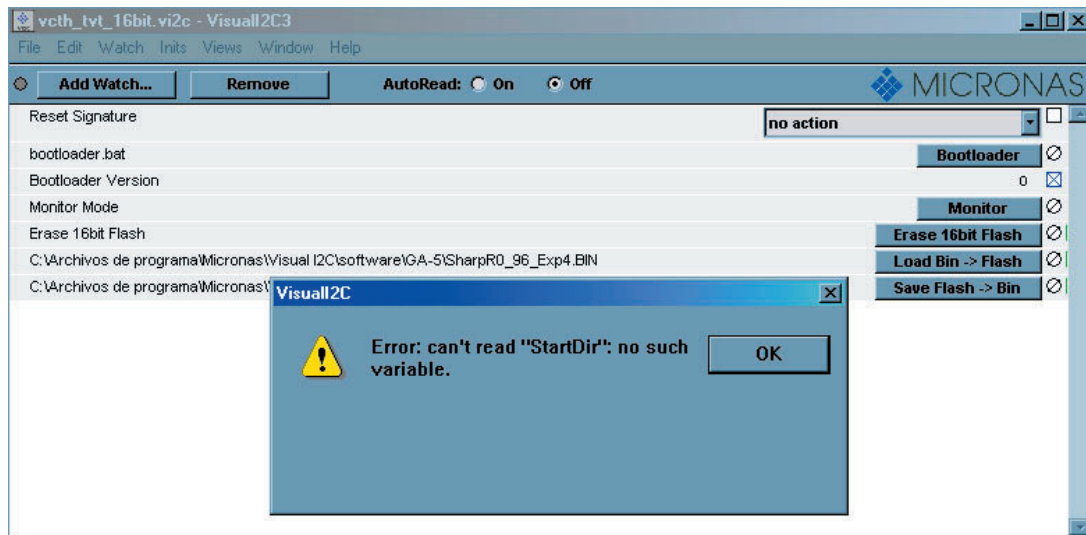 vcth_tvt_16bit.vi2c - VisualI2C3
File Edit Watch Inits Views Window Help
Add Watch... Remove AutoRead: On Off MICRONAS
Reset Signature no action
bootloader.bat Bootloader
Bootloader Version 0
Monitor Mode Monitor
Erase 16bit Flash Erase 16bit Flash
C:\Archivos de programa\Micronas\Visual I2C\software\GA-5\SharpR0_96_Exp4.BIN Load Bin -> Flash
C:\Archivos de programa\Micronas\ Save Flash -> Bin
VisualI2C
Error: can't read "StartDir": no such
variable.
OK